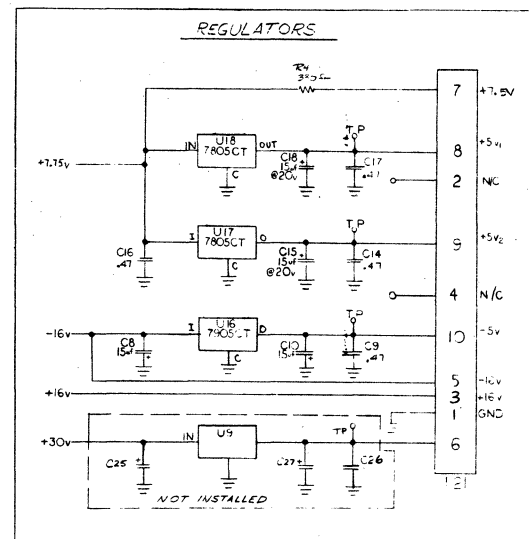 REGULATORS
R4
7 +7.5V
U18
7805CT
IN OUT
C
C18
15uf
@20v
TP
C17
.47
8 +5V1
+7.75v
2 N/C
U17
7805CT
I O
C
C15
15uf
@20v
TP
C14
.47
9 +5V2
C16
.47
4 N/C
U16
7905CT
I O
C
-16v
C8
15uf
C10
15uf
TP
C9
.47
10 -5v
5 -16v
+16v
3 +16v
1 GND
+30v
IN
U9
TP
6
C25
C27
C26
NOT INSTALLED